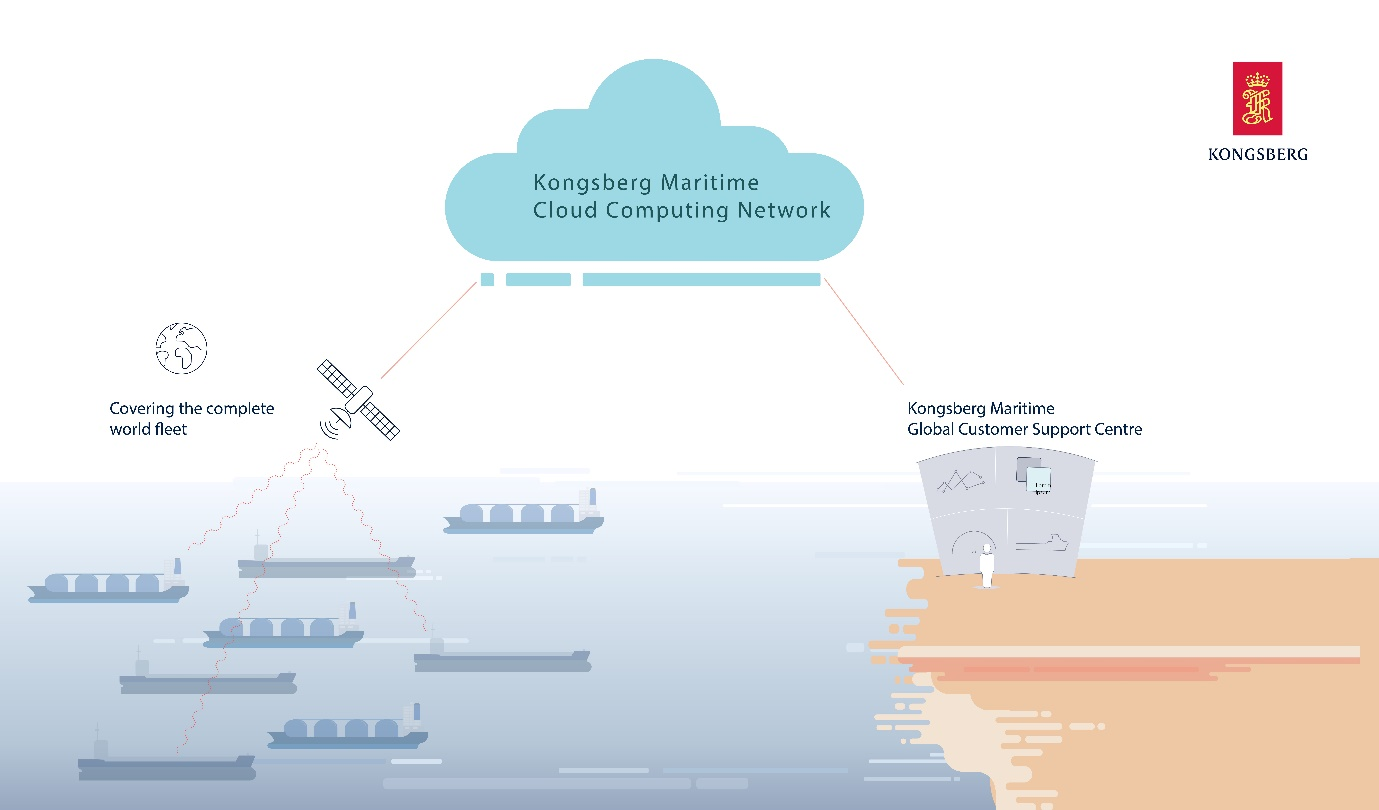 Kongsberg Maritime
Cloud Computing Network
KONGSBERG
Covering the complete
world fleet
Kongsberg Maritime
Global Customer Support Centre